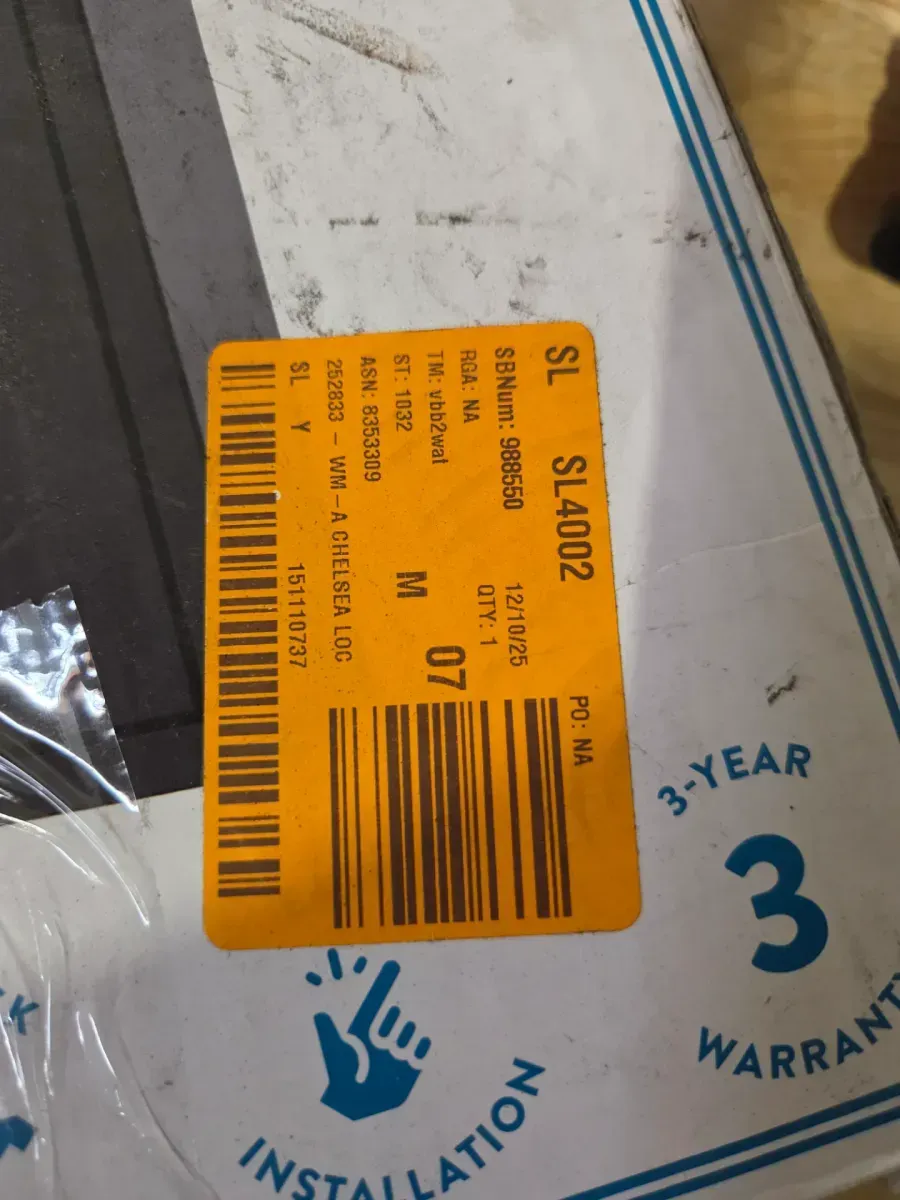 SL SL4002 PO: NA
SBNum: 988550 12/10/25
RGA: NA QTY: 1
TM: vbb2wat 07
ST: 1032 M
ASN: 8353309
252833 - WM - A CHELSEA LOC
SL Y 151110737
3-YEAR
3
WARRANTY
INSTALLATION
CK